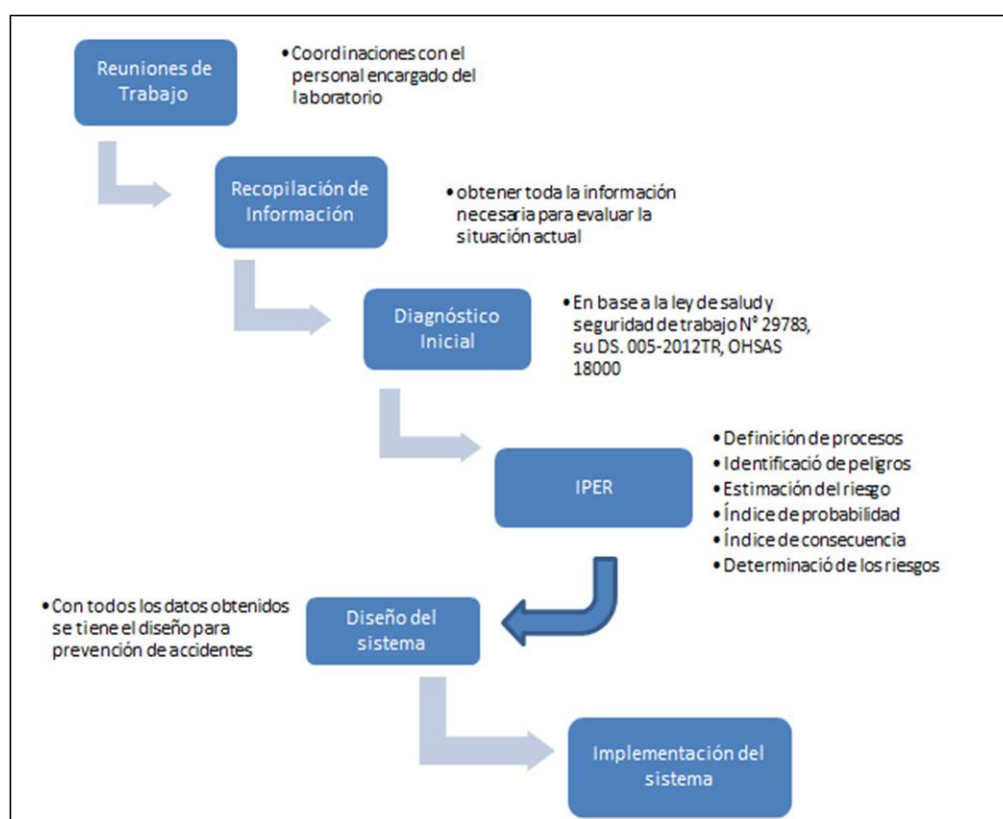 Reuniones de
Trabajo
•Coordinaciones con el
personal encargado del
laboratorio
Recopilación de
Información
•obtener toda la información
necesaria para evaluar la
situación actual
Diagnóstico
Inicial
•En base a la ley de salud y
seguridad de trabajo N° 29783,
su DS. 005-2012TR, OHSAS
18000
IPER
•Definición de procesos
•Identificació de peligros
•Estimación del riesgo
•Índice de probabilidad
•Índice de consecuencia
•Determinació de los riesgos
•Con todos los datos obtenidos
se tiene el diseño para
prevención de accidentes
Diseño del
sistema
Implementación del
sistema